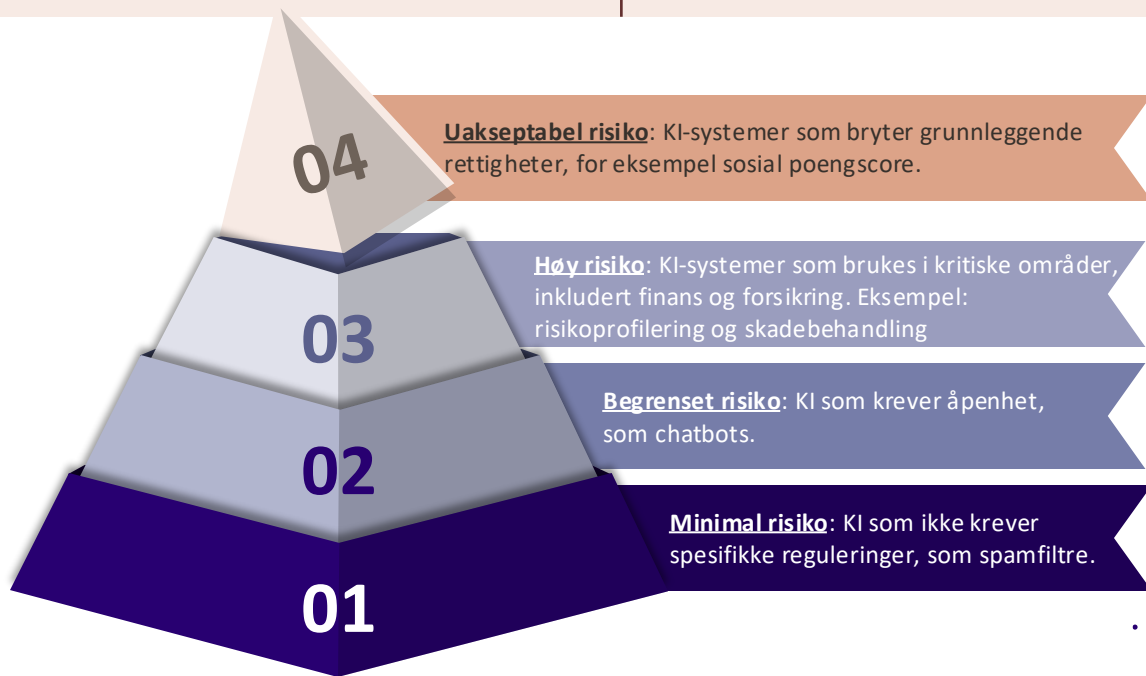 04
Uakseptabel risiko: KI-systemer som bryter grunnleggende
rettigheter, for eksempel sosial poengscore.
03
Høy risiko: KI-systemer som brukes i kritiske områder,
inkludert finans og forsikring. Eksempel:
risikoprofilering og skadebehandling
02
Begrenset risiko: KI som krever åpenhet,
som chatbots.
01
Minimal risiko: KI som ikke krever
spesifikke reguleringer, som spamfiltre.
.